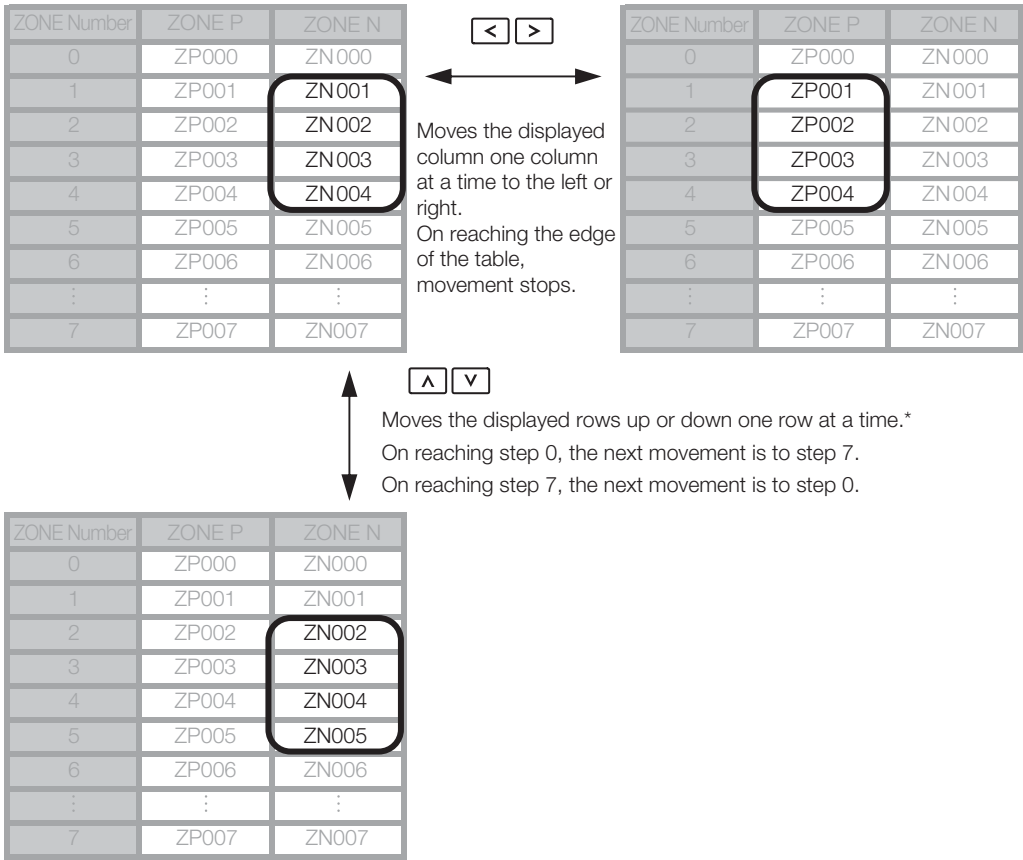 ZONE Number ZONE P ZONE N
0 ZP000 ZN000
1 ZP001 ZN001
2 ZP002 ZN002
3 ZP003 ZN003
4 ZP004 ZN004
5 ZP005 ZN005
6 ZP006 ZN006
⋮ ⋮ ⋮
7 ZP007 ZN007
< >
Moves the displayed
column one column
at a time to the left or
right.
On reaching the edge
of the table,
movement stops.
ZONE Number ZONE P ZONE N
0 ZP000 ZN000
1 ZP001 ZN001
2 ZP002 ZN002
3 ZP003 ZN003
4 ZP004 ZN004
5 ZP005 ZN005
6 ZP006 ZN006
⋮ ⋮ ⋮
7 ZP007 ZN007
∧ ∨
Moves the displayed rows up or down one row at a time.*
On reaching step 0, the next movement is to step 7.
On reaching step 7, the next movement is to step 0.
ZONE Number ZONE P ZONE N
0 ZP000 ZN000
1 ZP001 ZN001
2 ZP002 ZN002
3 ZP003 ZN003
4 ZP004 ZN004
5 ZP005 ZN005
6 ZP006 ZN006
⋮ ⋮ ⋮
7 ZP007 ZN007